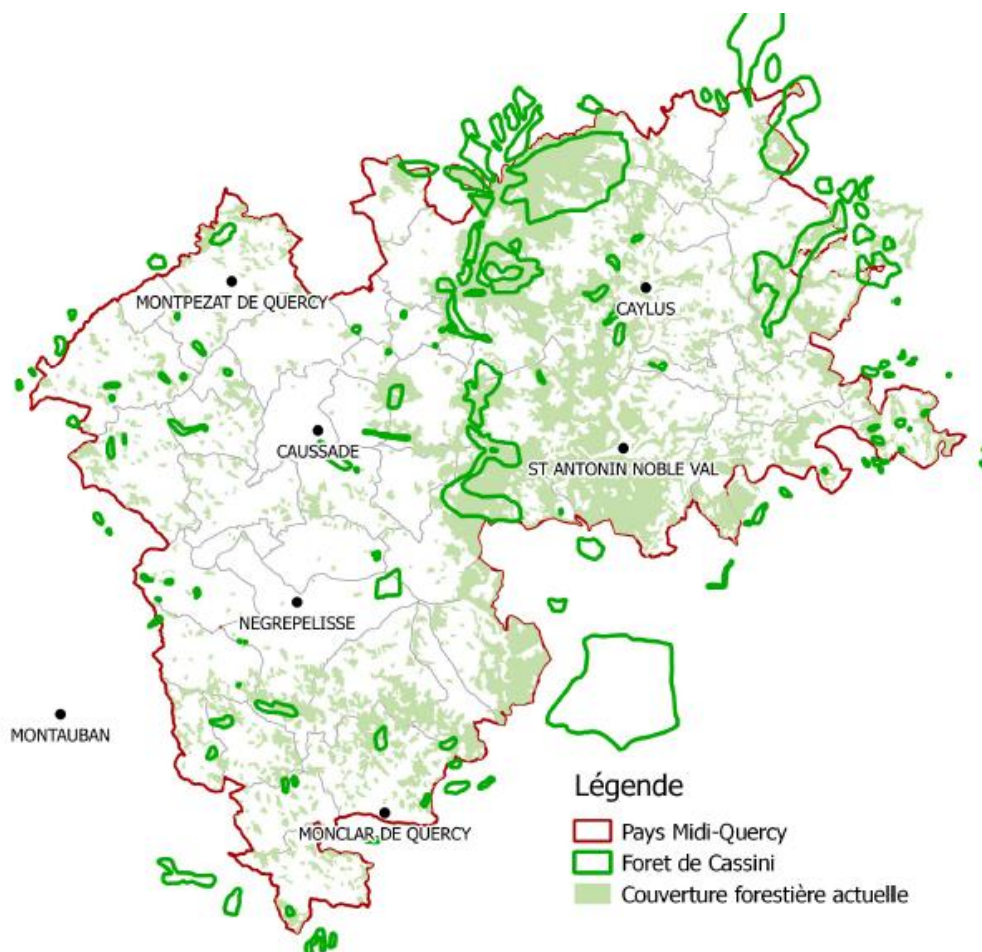 MONTPEZAT DE QUERCY
CAYLUS
CAUSSADE
ST ANTONIN NOBLE VAL
NEGREPELISSE
MONTAUBAN
MONCLAR DE QUERCY
Légende
Pays Midi-Quercy
Foret de Cassini
Couverture forestière actuelle